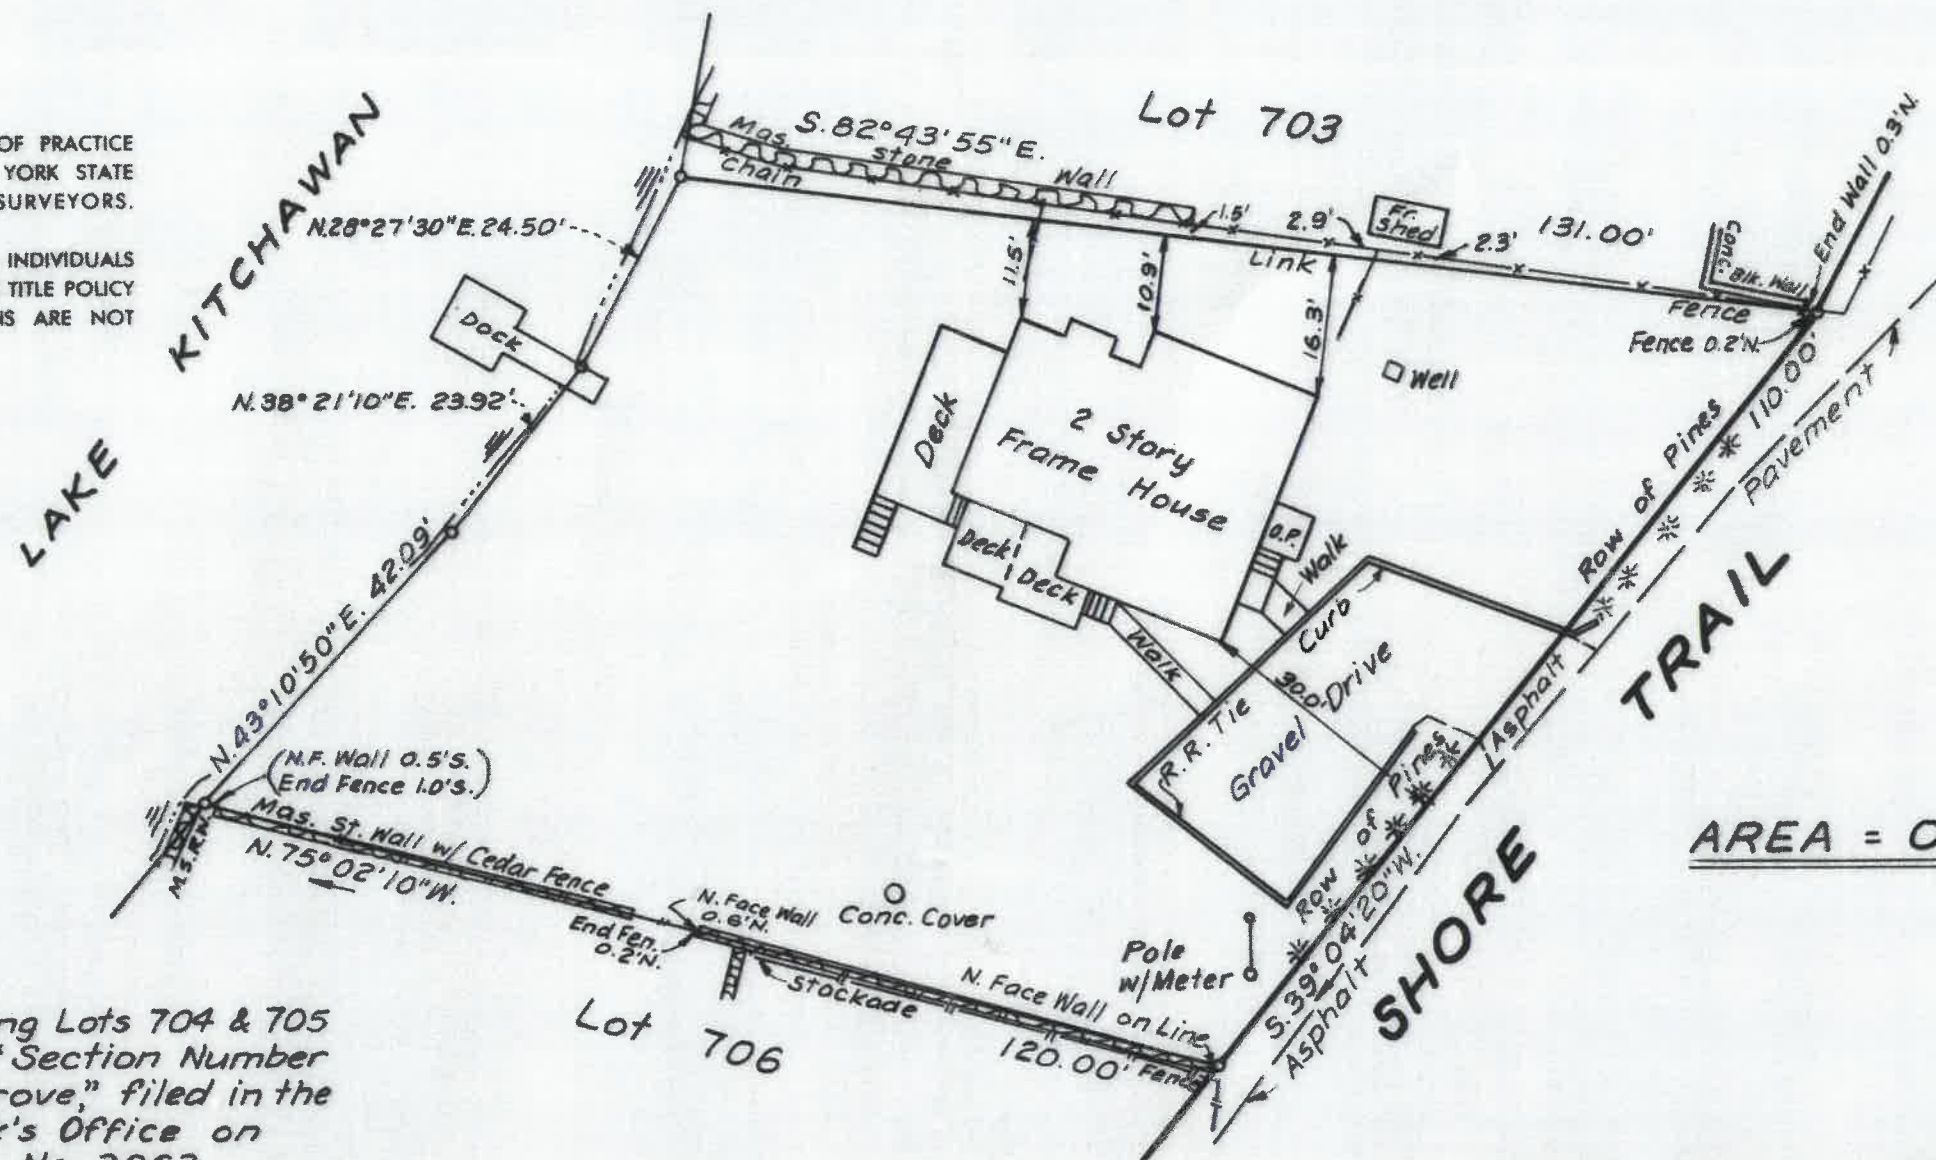 OF PRACTICE
YORK STATE
SURVEYORS.
INDIVIDUALS
TITLE POLICY
ARE NOT
LAKE KITCHAWAN
Lot 703
S.82°43'55"E.
131.00'
Mas. Stone Wall
Chain Link Fence
1.5'
2.9'
Fr. Shed
2.3'
Conc. Blk. Wall
End Wall 0.3'N.
Fence 0.2'N.
N.28°27'30"E. 24.50'
Dock
N.38°21'10"E. 23.92'
N.43°10'50"E. 42.09'
11.5'
10.9'
16.3'
Well
Deck
2 Story
Frame House
Deck
Deck
O.P.
Walk
Walk
Curb
R.R. Tie
30.0'
Gravel Drive
Row of Pines
110.00'
Pavement
Asphalt
Row of Pines
S.39°04'20"W.
Asphalt
SHORE TRAIL
(N.F. Wall 0.5'S.
End Fence 1.0'S.)
Mas. St. Wall w/ Cedar Fence
N.75°02'10"W.
End Fen.
0.2'N.
N. Face Wall
0.6'N.
Conc. Cover
Stockade
Fence
Pole
w/Meter
N. Face Wall on Line
120.00'
Lot 706
AREA =
Lots 704 & 705
Section Number
filed in the
Office on